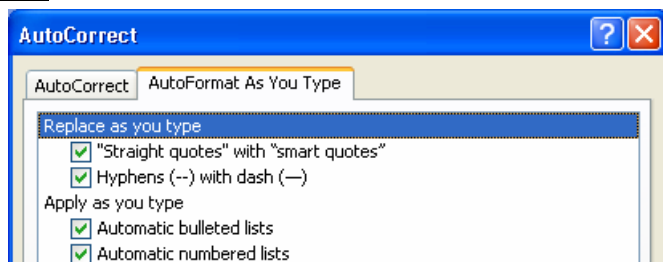 AutoCorrect
AutoCorrect AutoFormat As You Type
Replace as you type
"Straight quotes" with “smart quotes”
Hyphens (--) with dash (—)
Apply as you type
Automatic bulleted lists
Automatic numbered lists